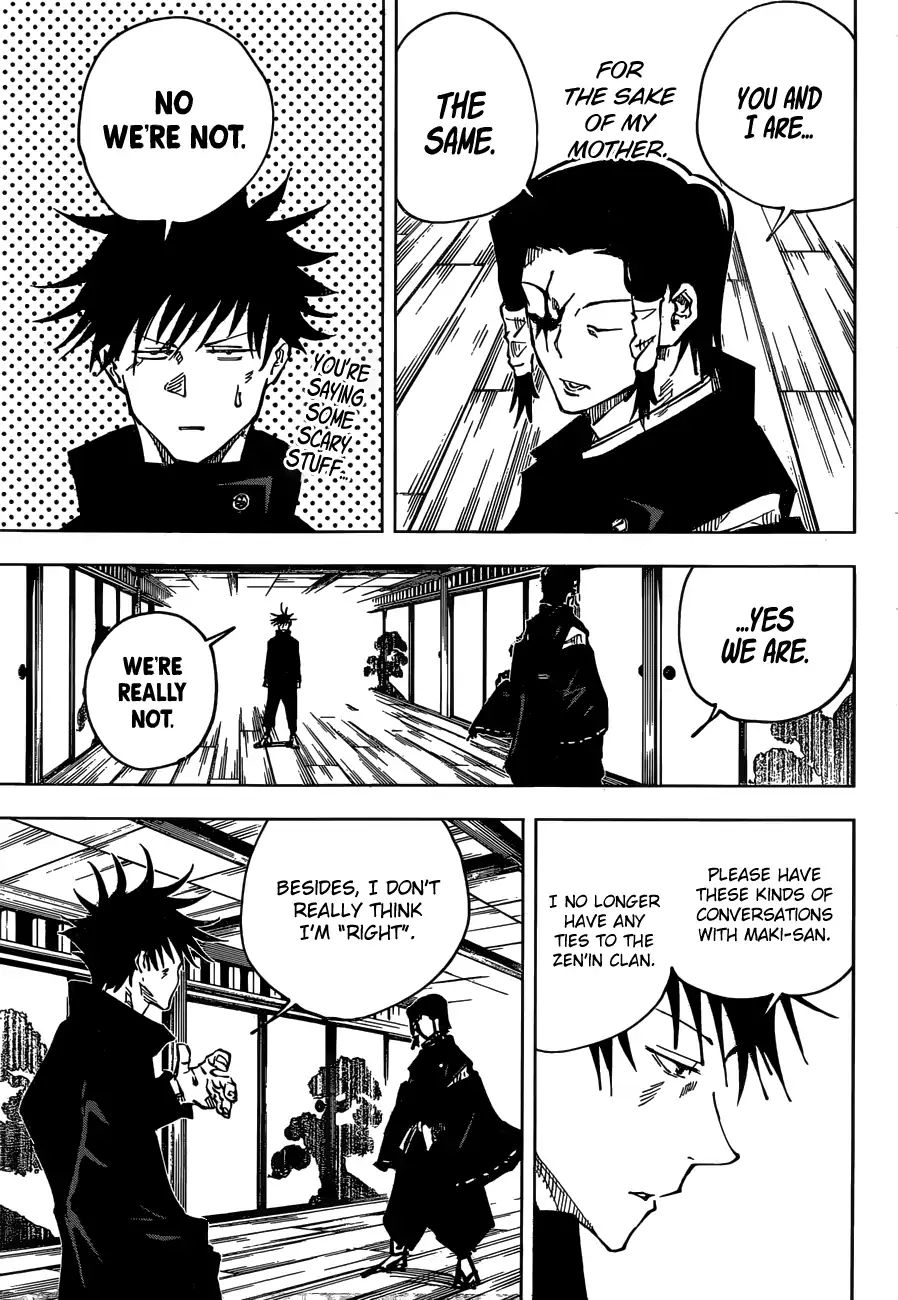 YOU AND
I ARE...
FOR
THE SAKE
OF MY
MOTHER.
THE
SAME.
NO
WE'RE NOT.
YOU'RE
SAYING
SOME
SCARY
STUFF...
...YES
WE ARE.
WE'RE
REALLY
NOT.
PLEASE HAVE
THESE KINDS OF
CONVERSATIONS
WITH MAKI-SAN.
I NO LONGER
HAVE ANY
TIES TO THE
ZEN'IN CLAN.
BESIDES, I DON'T
REALLY THINK
I'M "RIGHT".